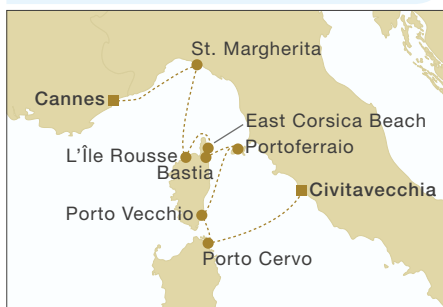 St. Margherita
Cannes
East Corsica Beach
L'Île Rousse
Portoferraio
Bastia
Civitavecchia
Porto Vecchio
Porto Cervo